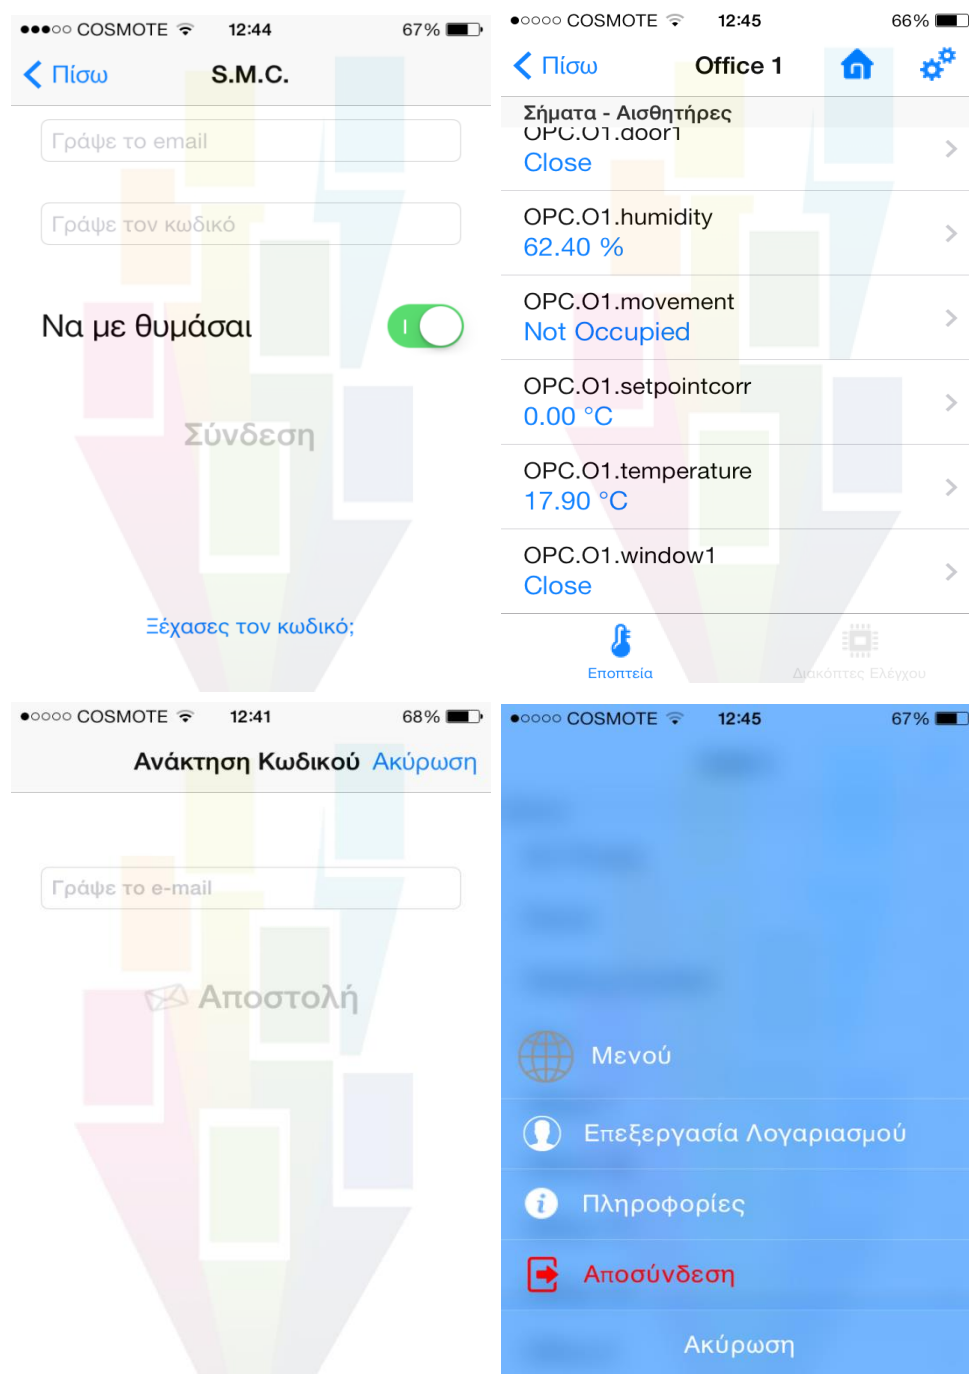 COSMOTE 12:44 67%
Πίσω S.M.C.
Γράψε το email
Γράψε τον κωδικό
Να με θυμάσαι
Σύνδεση
Ξέχασες τον κωδικό;
COSMOTE 12:45 66%
Πίσω Office 1
Σήματα - Αισθητήρες
OPC.O1.door1
Close
OPC.O1.humidity
62.40 %
OPC.O1.movement
Not Occupied
OPC.O1.setpointcorr
0.00 °C
OPC.O1.temperature
17.90 °C
OPC.O1.window1
Close
Εποπτεία Διακόπτες Ελέγχου
COSMOTE 12:41 68%
Ανάκτηση Κωδικού Ακύρωση
Γράψε το e-mail
Αποστολή
COSMOTE 12:45 67%
Μενού
Επεξεργασία Λογαριασμού
Πληροφορίες
Αποσύνδεση
Ακύρωση